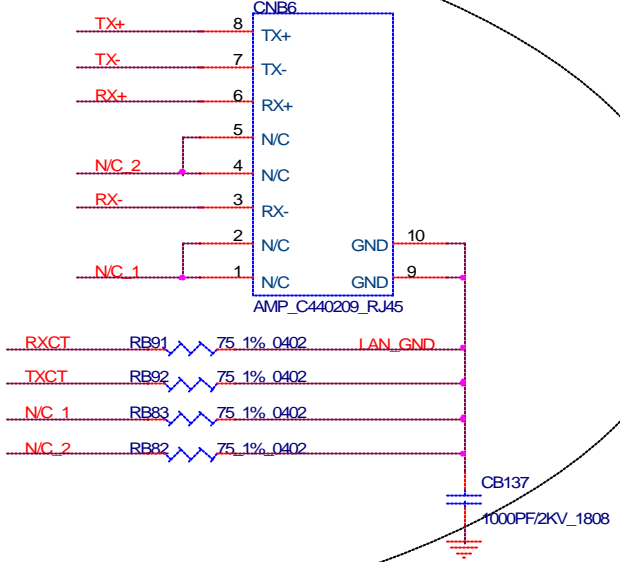 CNB6
TX+ 8 TX+
TX- 7 TX-
RX+ 6 RX+
5 N/C
N/C_2 4 N/C
RX- 3 RX-
2 N/C GND 10
N/C_1 1 N/C GND 9
AMP_C440209_RJ45
RXCT RB91 75_1%_0402 LAN_GND
TXCT RB92 75_1%_0402
N/C_1 RB83 75_1%_0402
N/C_2 RB82 75_1%_0402
CB137
1000PF/2KV_1808